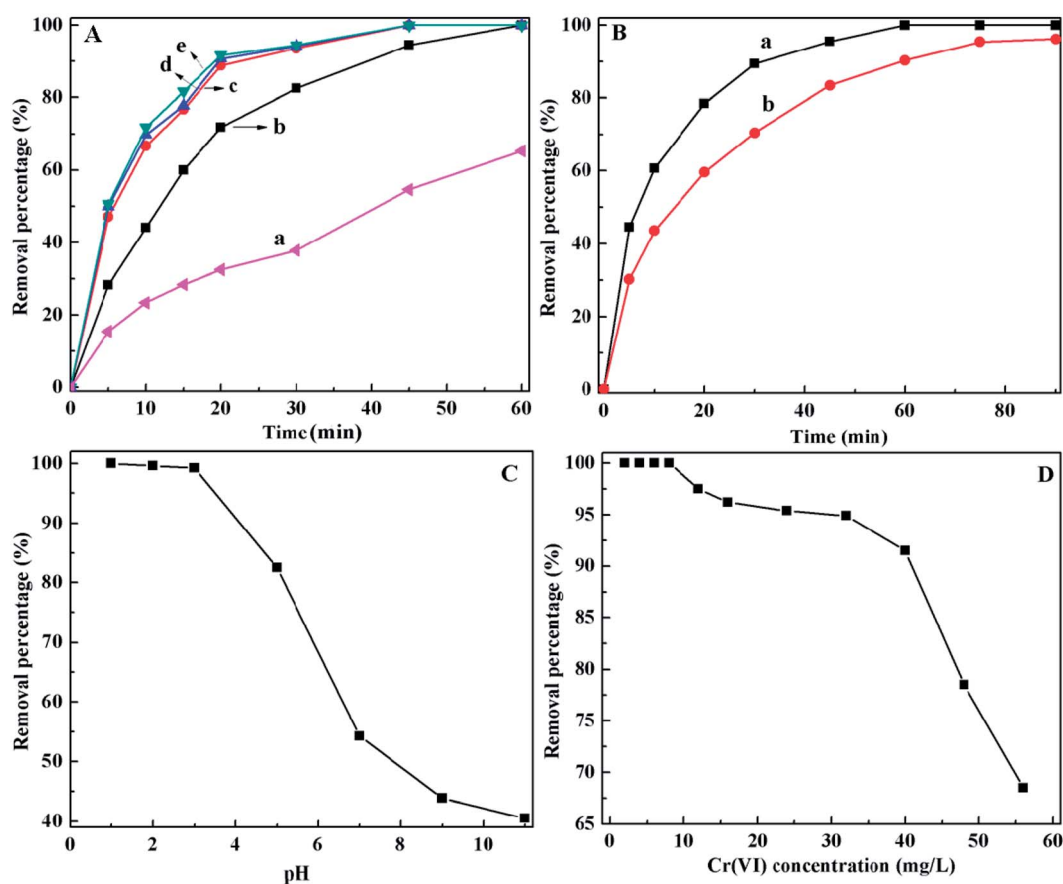 A
Removal percentage (%)
100
80
60
40
20
0
e
d
c
b
a
0 10 20 30 40 50 60
Time (min)
B
Removal percentage (%)
100
80
60
40
20
0
a
b
0 20 40 60 80
Time (min)
C
Removal percentage (%)
100
90
80
70
60
50
40
0 2 4 6 8 10
pH
D
Removal percentage (%)
100
95
90
85
80
75
70
65
0 10 20 30 40 50 60
Cr(VI) concentration (mg/L)